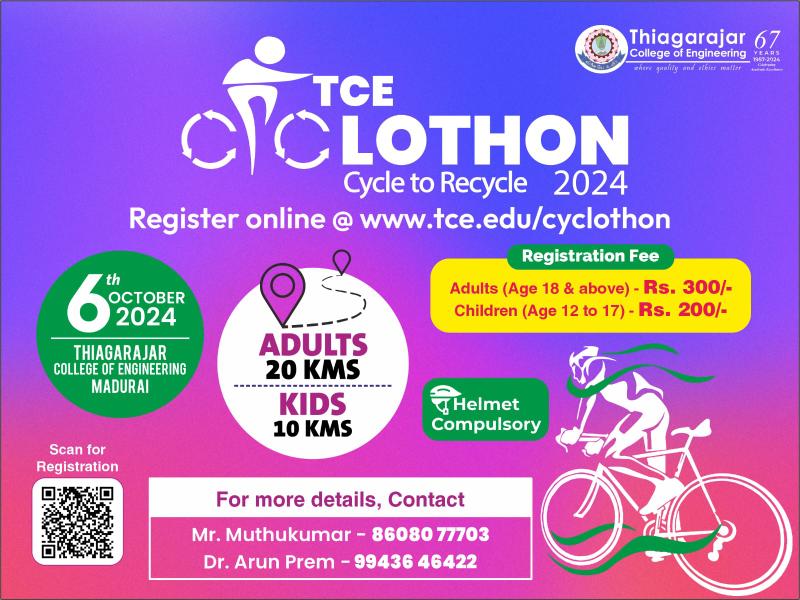 Thiagarajar
College of Engineering
where quality and ethics matter
67
YEARS
1957-2024
TCE
CYCLOTHON
Cycle to Recycle 2024
Register online @ www.tce.edu/cyclothon
6th
OCTOBER
2024
THIAGARAJAR
COLLEGE OF ENGINEERING
MADURAI
ADULTS
20 KMS
KIDS
10 KMS
Registration Fee
Adults (Age 18 & above) - Rs. 300/-
Children (Age 12 to 17) - Rs. 200/-
Helmet
Compulsory
Scan for
Registration
For more details, Contact
Mr. Muthukumar - 86080 77703
Dr. Arun Prem - 99436 46422